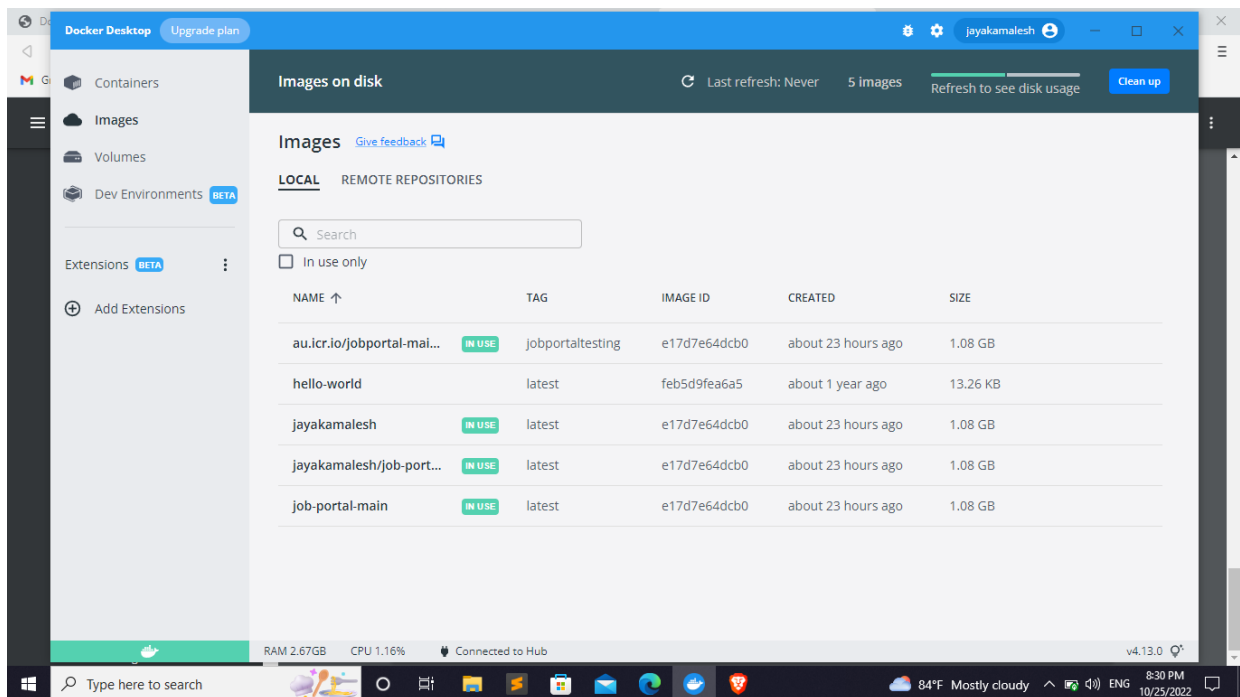 Docker Desktop Upgrade plan jayakamalesh
Containers
Images
Volumes
Dev Environments BETA
Extensions BETA
Add Extensions
Images on disk Last refresh: Never 5 images Refresh to see disk usage Clean up
Images Give feedback
LOCAL REMOTE REPOSITORIES
Search
In use only
NAME TAG IMAGE ID CREATED SIZE
au.icr.io/jobportal-mai... IN USE jobportaltesting e17d7e64dcb0 about 23 hours ago 1.08 GB
hello-world latest feb5d9fea6a5 about 1 year ago 13.26 KB
jayakamalesh IN USE latest e17d7e64dcb0 about 23 hours ago 1.08 GB
jayakamalesh/job-port... IN USE latest e17d7e64dcb0 about 23 hours ago 1.08 GB
job-portal-main IN USE latest e17d7e64dcb0 about 23 hours ago 1.08 GB
RAM 2.67GB CPU 1.16% Connected to Hub v4.13.0
Type here to search 84°F Mostly cloudy ENG 8:30 PM
10/25/2022